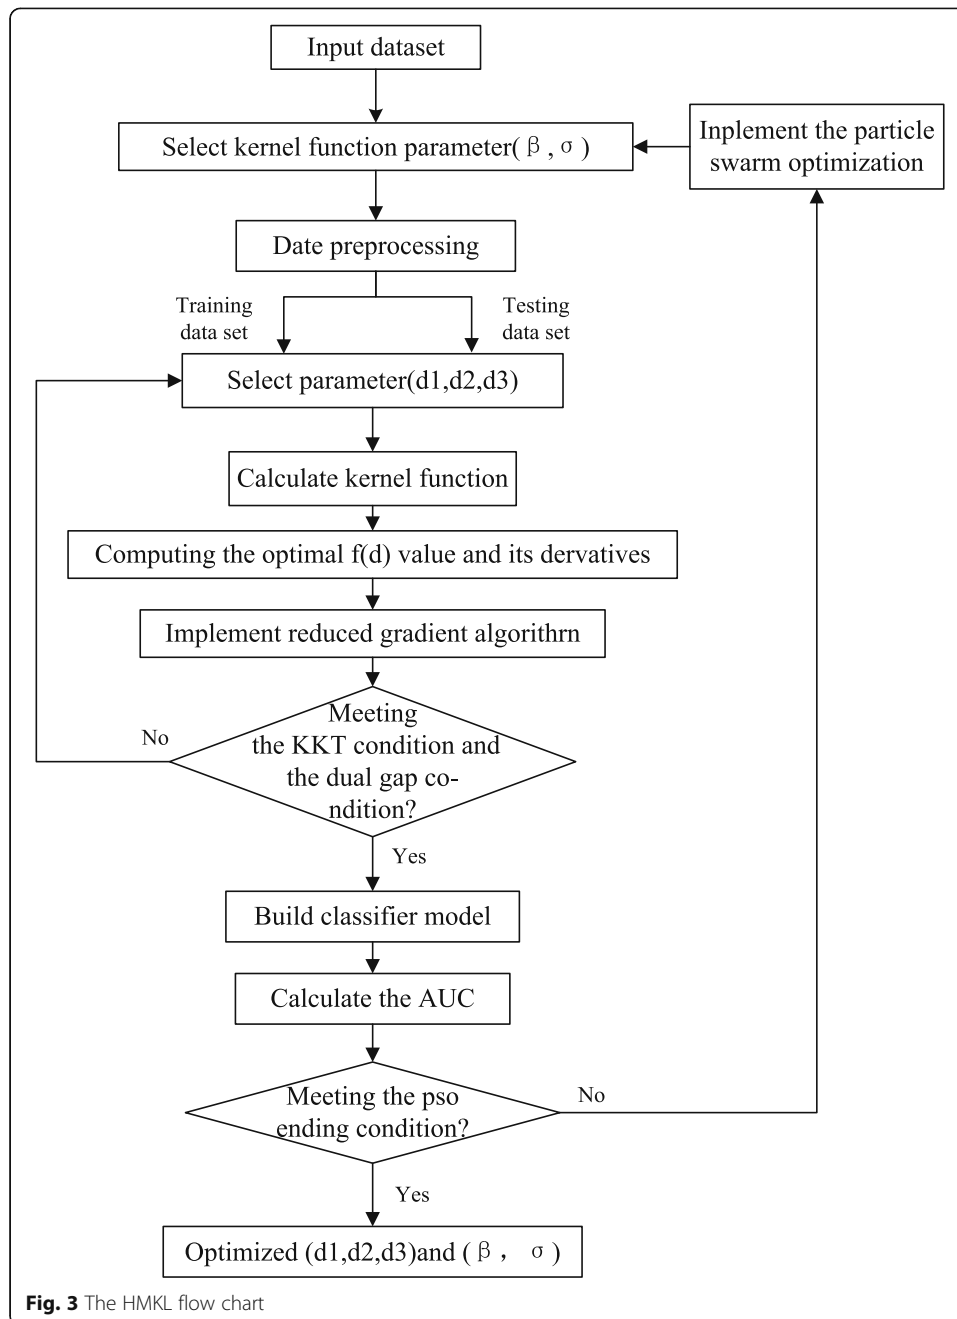 Input dataset
Select kernel function parameter( β , σ )
Inplement the particle
swarm optimization
Date preprocessing
Training
data set
Testing
data set
Select parameter(d1,d2,d3)
Calculate kernel function
Computing the optimal f(d) value and its dervatives
Implement reduced gradient algorithrn
Meeting
the KKT condition and
the dual gap co-
ndition?
No
Yes
Build classifier model
Calculate the AUC
Meeting the pso
ending condition?
No
Yes
Optimized (d1,d2,d3)and ( β ， σ )
Fig. 3 The HMKL flow chart